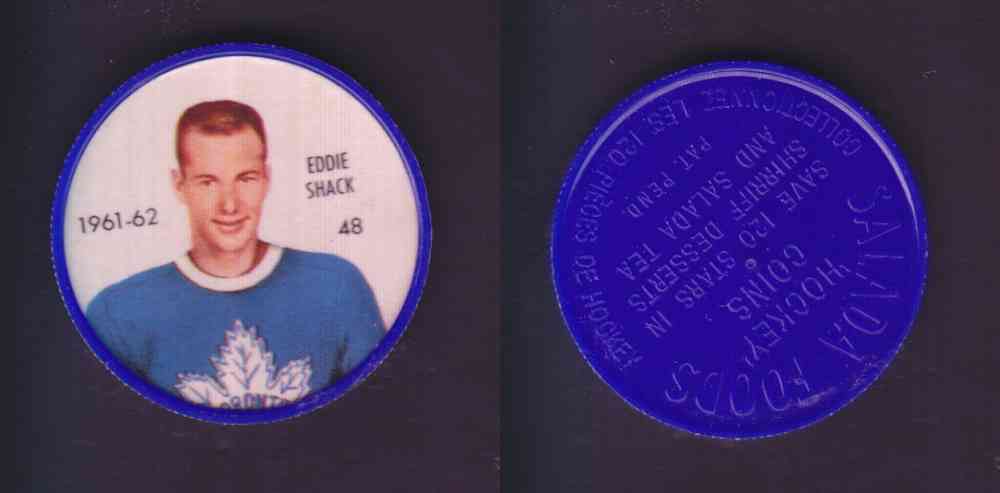 1961-62
EDDIE
SHACK
48
TORONTO
SALADA FOODS
"HOCKEY"
COINS
SAVE 120 STARS IN
SHIRRIFF DESSERTS
AND SALADA TEA
PAT. PEND.
COLLECTIONNEZ LES 120 PIÈCES DE HOCKEY